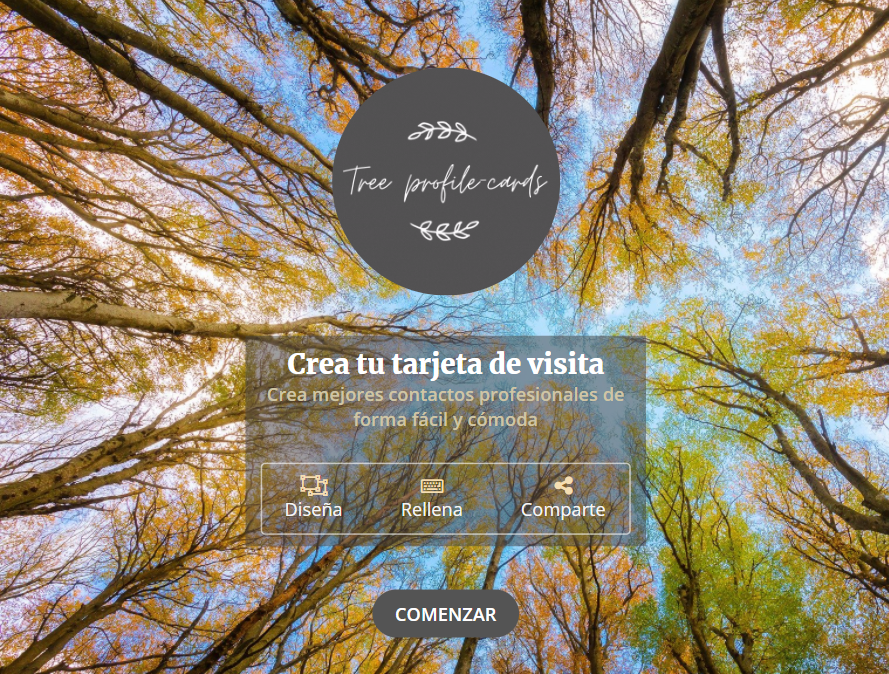 Tree profile-cards
Crea tu tarjeta de visita
Crea mejores contactos profesionales de
forma fácil y cómoda
Diseña Rellena Comparte
COMENZAR